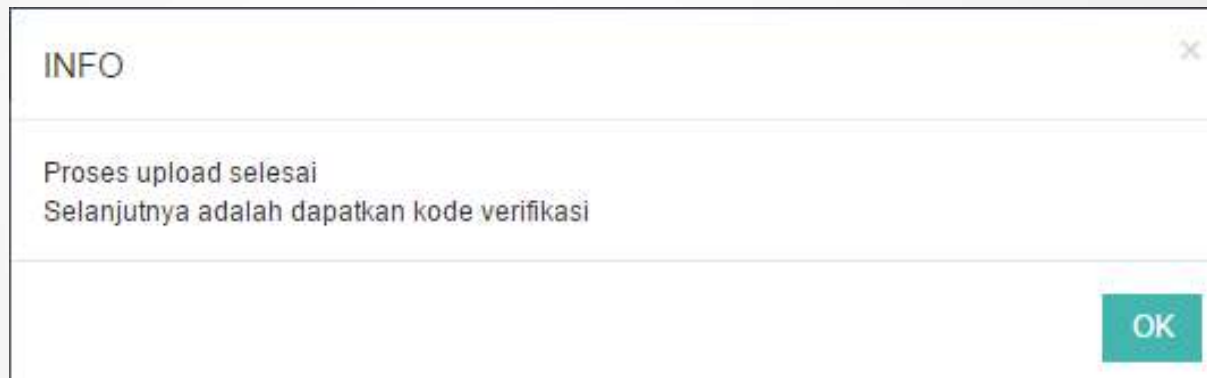 INFO
×
Proses upload selesai
Selanjutnya adalah dapatkan kode verifikasi
OK